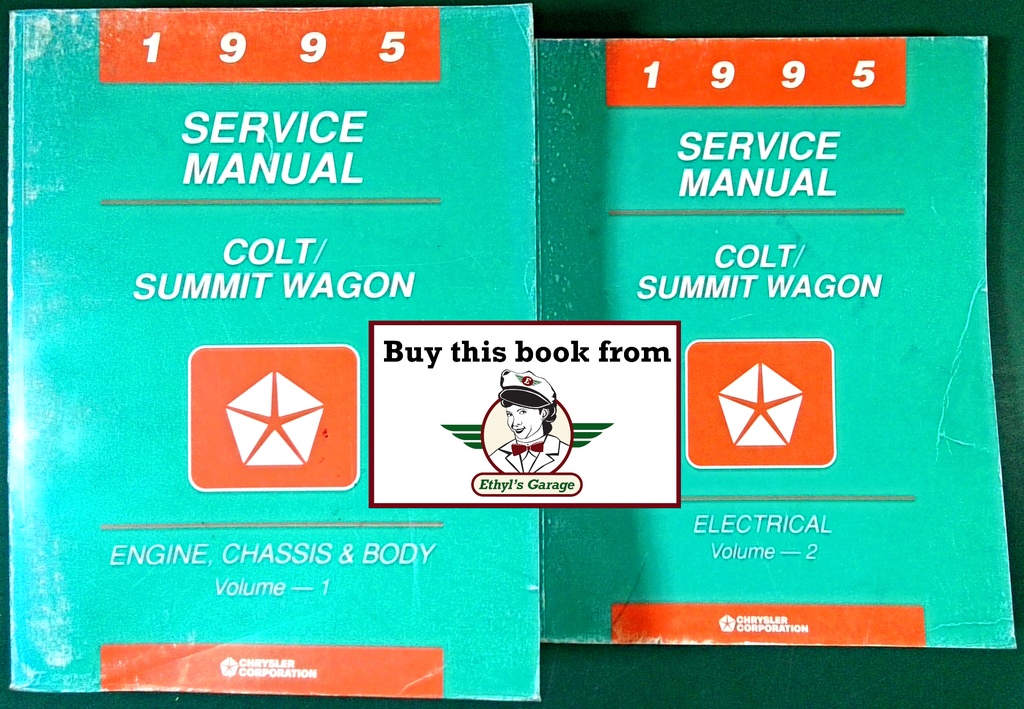 1 9 9 5
SERVICE
MANUAL
COLT/
SUMMIT WAGON
ENGINE, CHASSIS & BODY
Volume — 1
CHRYSLER
CORPORATION
1 9 9 5
SERVICE
MANUAL
COLT/
SUMMIT WAGON
ELECTRICAL
Volume — 2
CHRYSLER
CORPORATION
Buy this book from
E
Ethyl's Garage